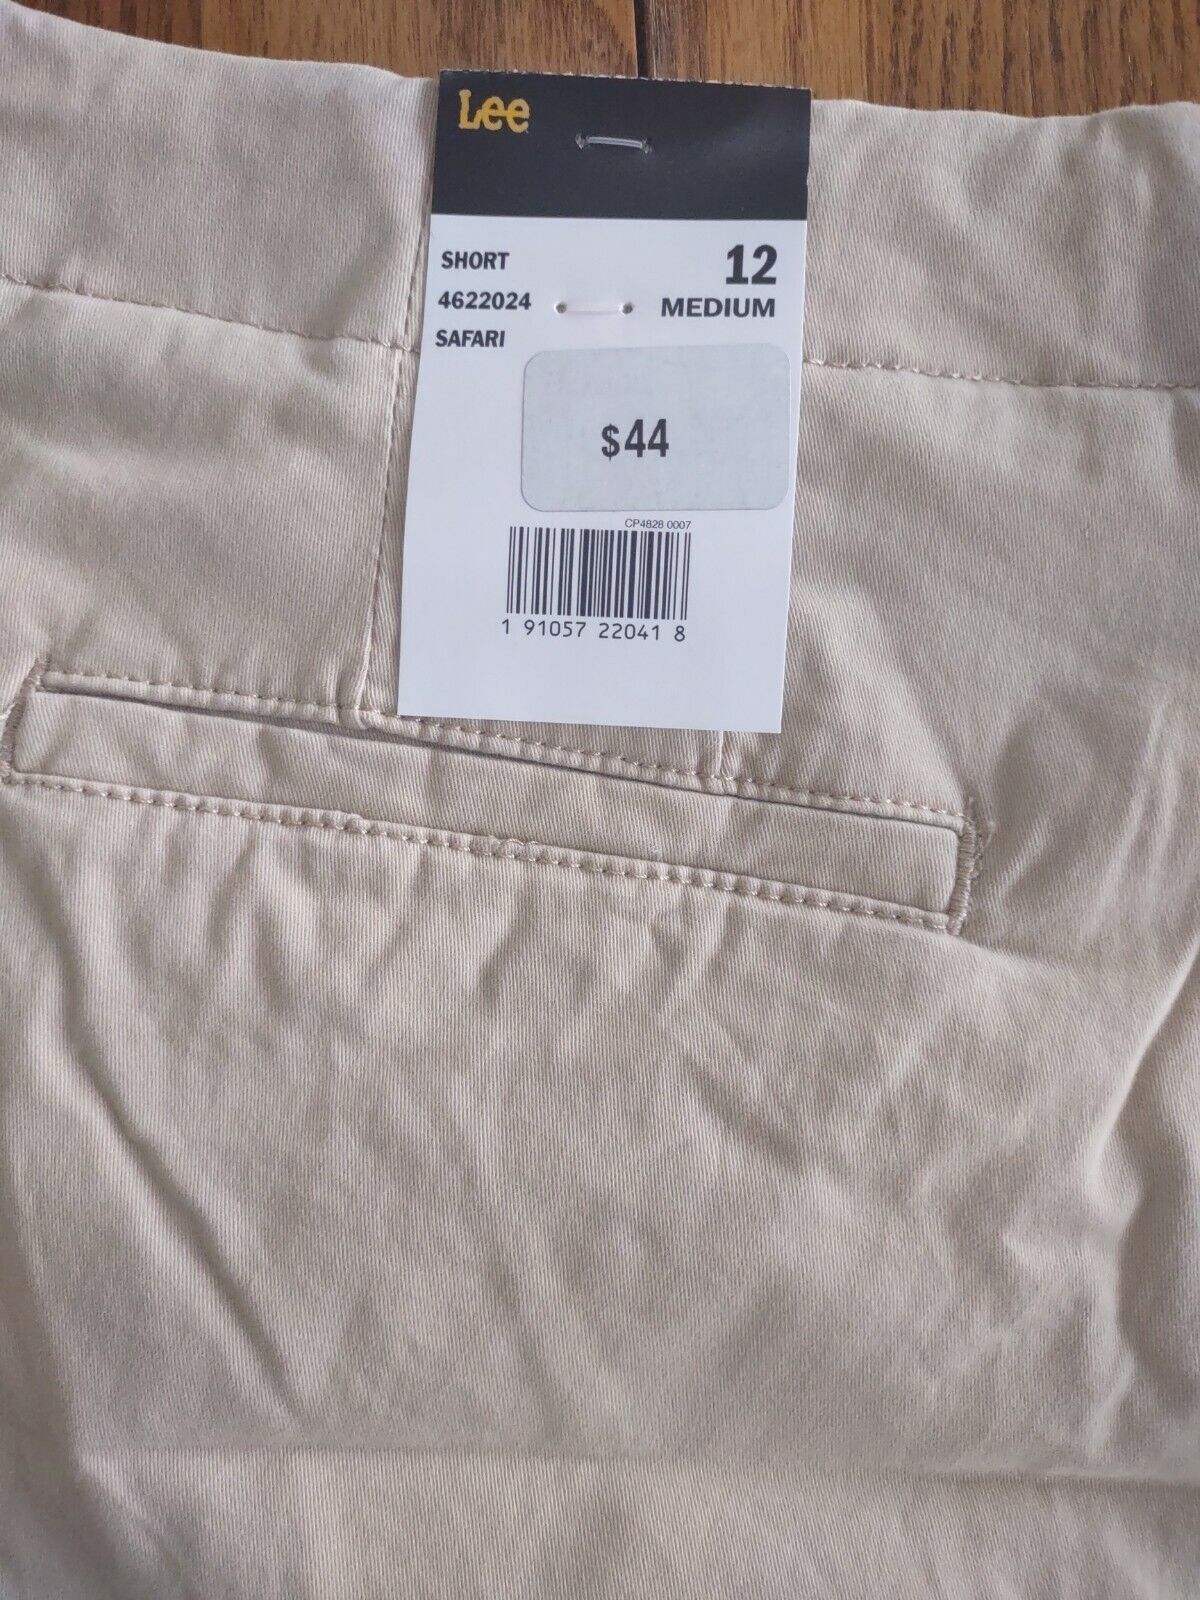 Lee
SHORT
12
4622024
MEDIUM
SAFARI
$44
CP4828 0007
1 91057 22041 8